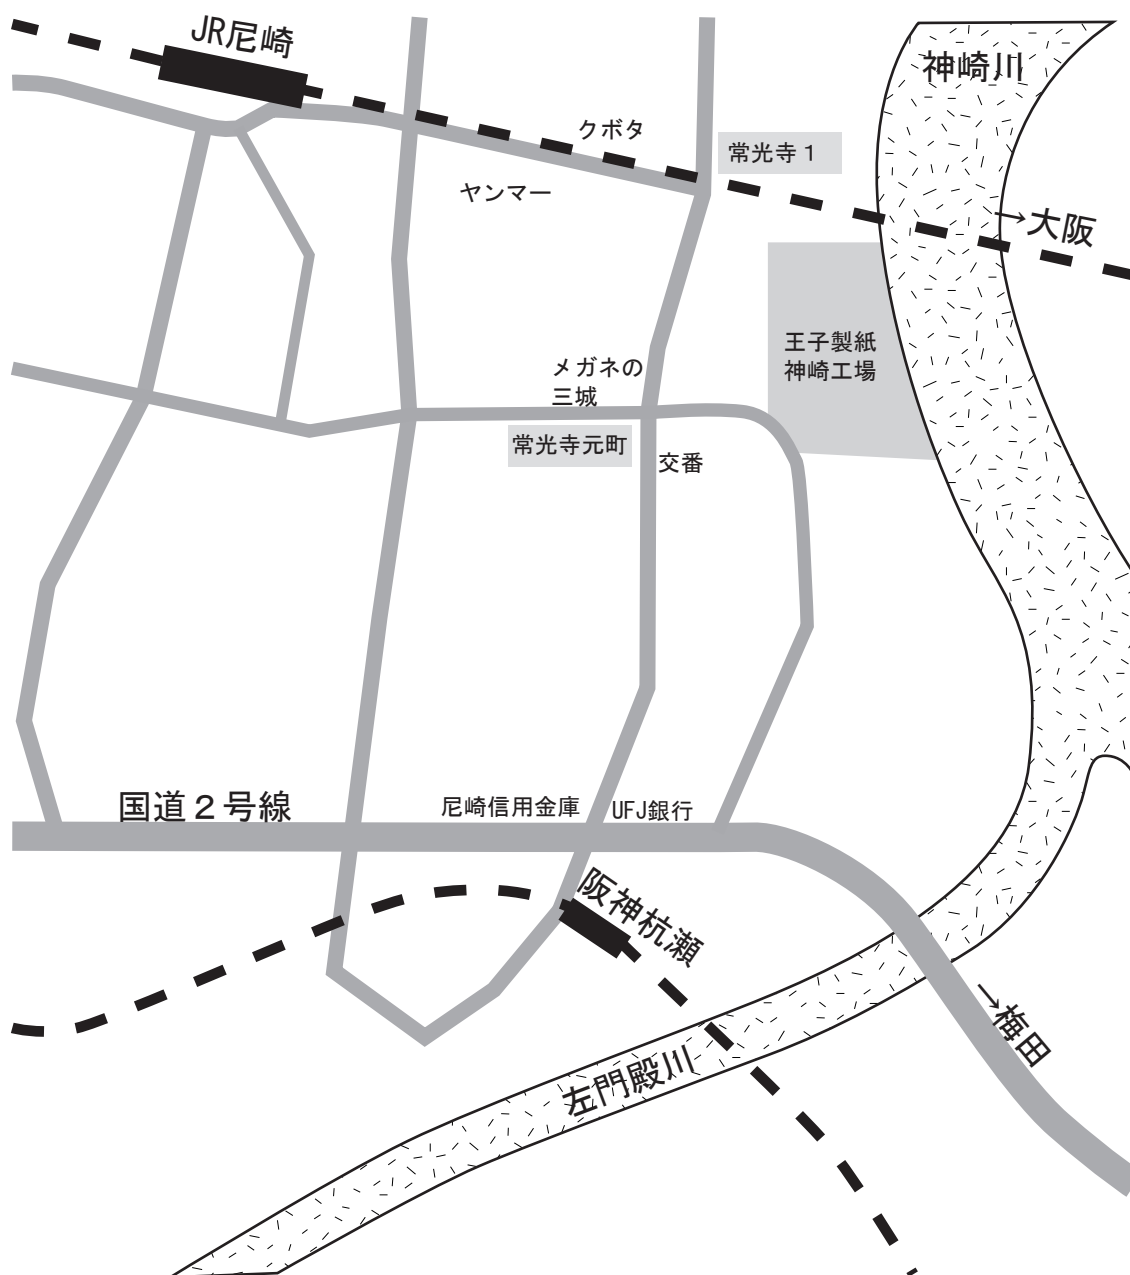 JR尼崎
神崎川
クボタ
常光寺１
ヤンマー
→大阪
王子製紙
神崎工場
メガネの
三城
常光寺元町
交番
国道２号線
尼崎信用金庫
UFJ銀行
阪神杭瀬
→梅田
左門殿川